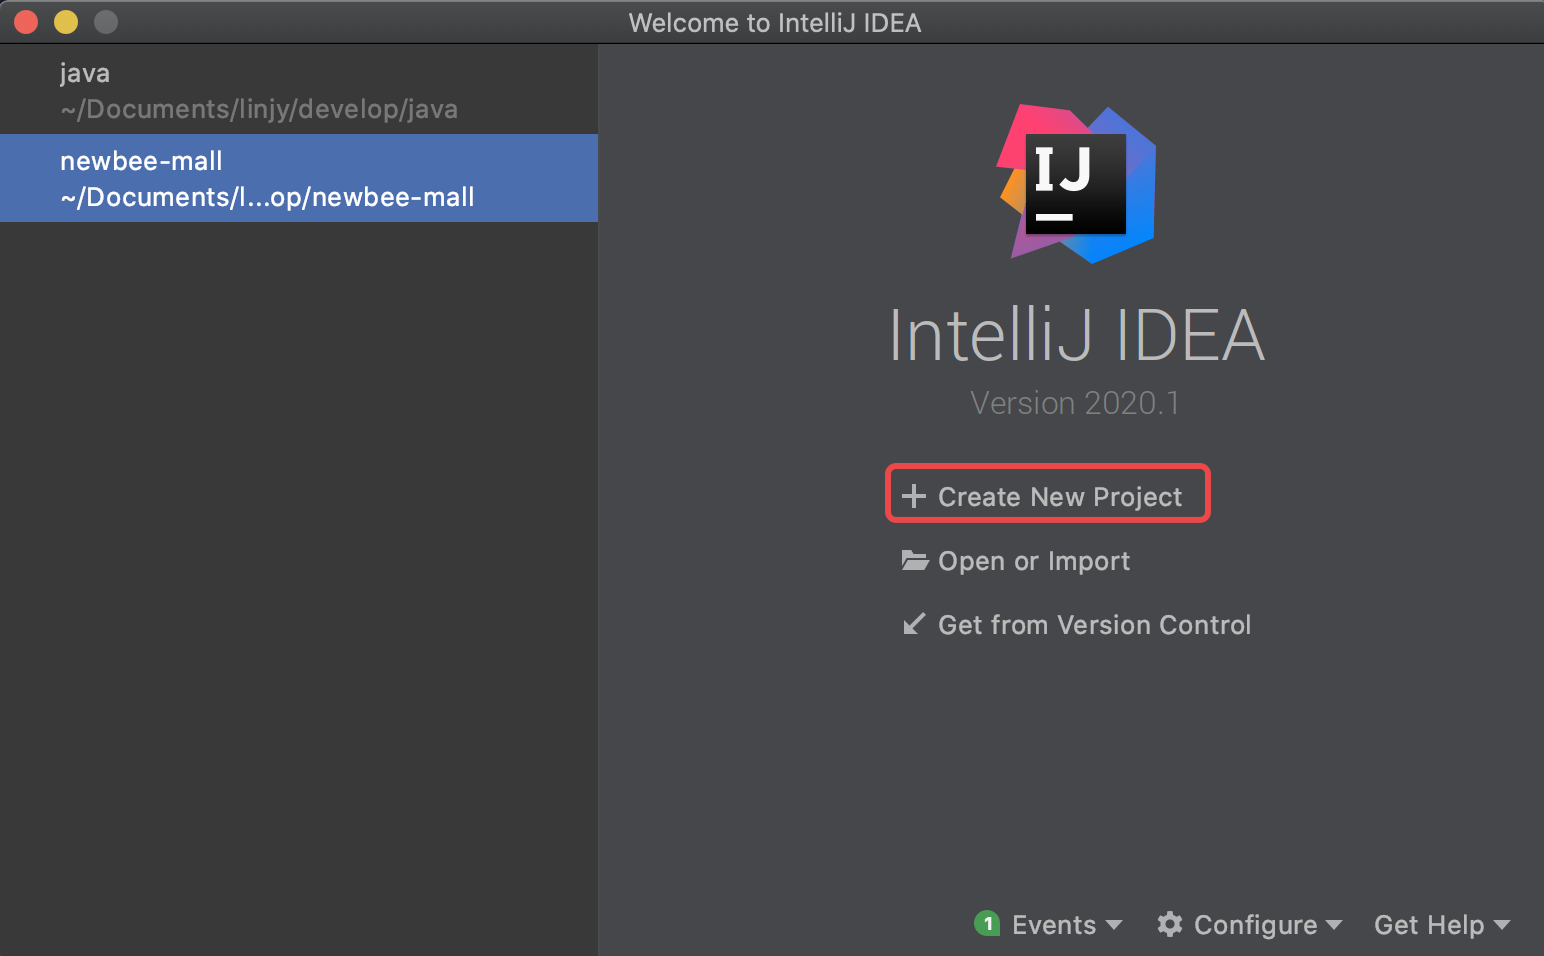 Welcome to IntelliJ IDEA
java
~/Documents/linjy/develop/java
newbee-mall
~/Documents/l...op/newbee-mall
IJ
IntelliJ IDEA
Version 2020.1
Create New Project
Open or Import
Get from Version Control
1 Events Configure Get Help